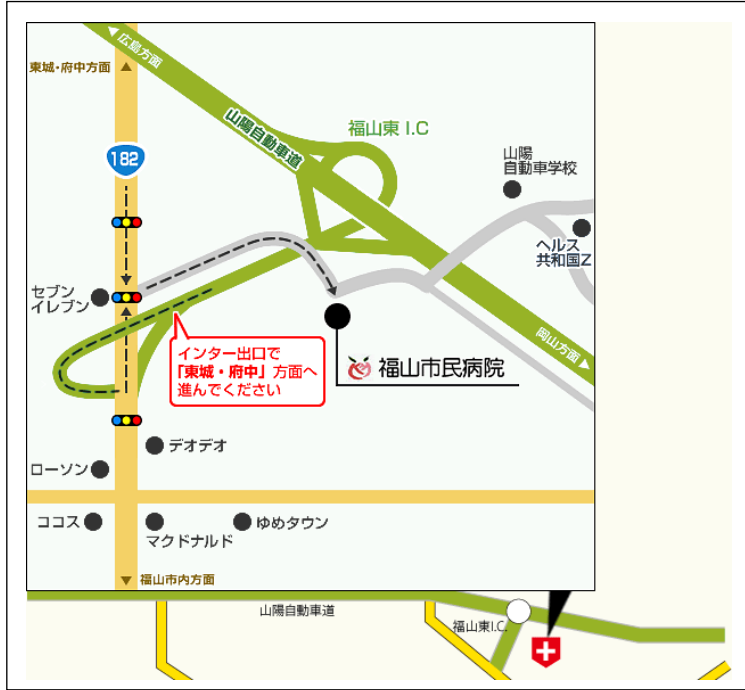 ◀広島方面
東城・府中方面
山陽自動車道
福山東 I.C
182
山陽
自動車学校
ヘルス
共和国Z
セブン
イレブン
岡山方面▶
インター出口で
「東城・府中」方面へ
進んでください
福山市民病院
デオデオ
ローソン
ココス
マクドナルド
ゆめタウン
福山市内方面
山陽自動車道
福山東I.C.